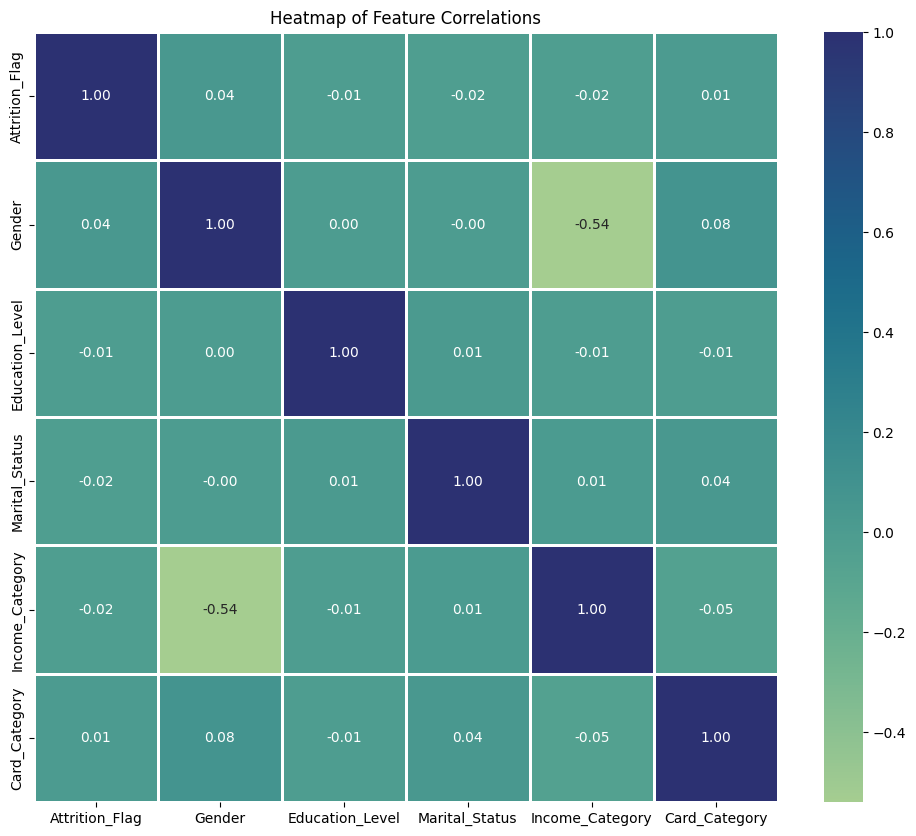 Heatmap of Feature Correlations
Attrition_Flag
1.00 0.04 -0.01 -0.02 -0.02 0.01
Gender
0.04 1.00 0.00 -0.00 -0.54 0.08
Education_Level
-0.01 0.00 1.00 0.01 -0.01 -0.01
Marital_Status
-0.02 -0.00 0.01 1.00 0.01 0.04
Income_Category
-0.02 -0.54 -0.01 0.01 1.00 -0.05
Card_Category
0.01 0.08 -0.01 0.04 -0.05 1.00
Attrition_Flag Gender Education_Level Marital_Status Income_Category Card_Category
1.0
0.8
0.6
0.4
0.2
0.0
−0.2
−0.4